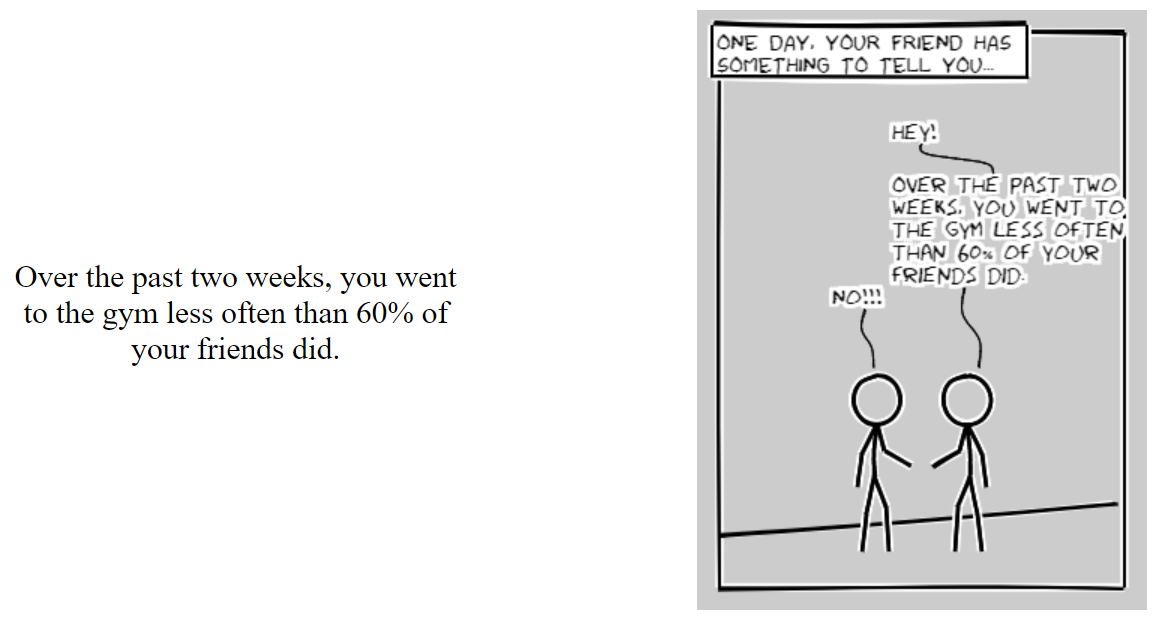 Over the past two weeks, you went
to the gym less often than 60% of
your friends did.
ONE DAY, YOUR FRIEND HAS
SOMETHING TO TELL YOU...
HEY!
OVER THE PAST TWO
WEEKS, YOU WENT TO
THE GYM LESS OFTEN
THAN 60% OF YOUR
FRIENDS DID.
NO!!!